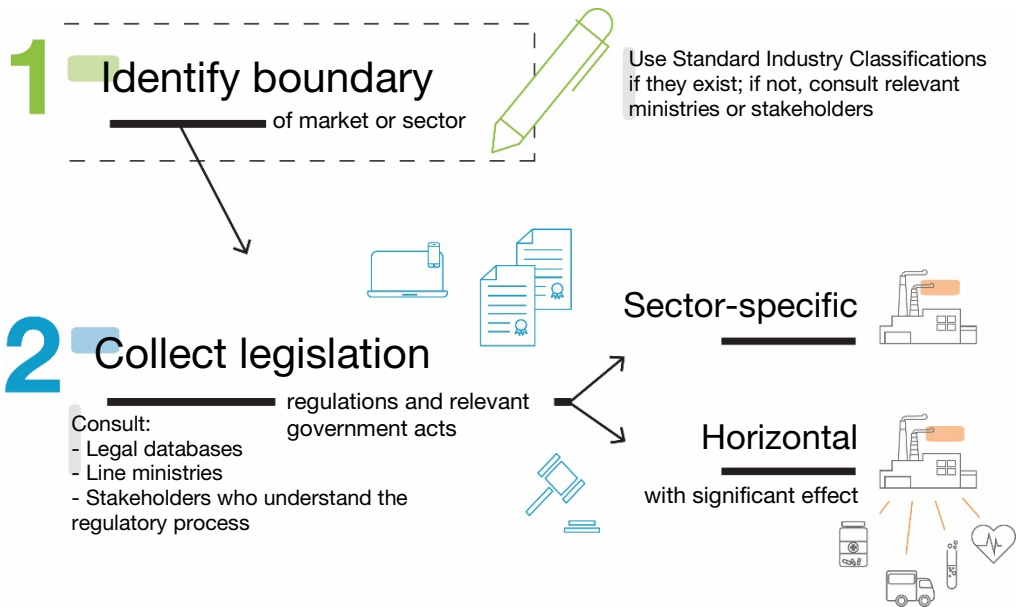 1
Identify boundary
of market or sector
Use Standard Industry Classifications
if they exist; if not, consult relevant
ministries or stakeholders
2
Collect legislation
regulations and relevant
government acts
Consult:
- Legal databases
- Line ministries
- Stakeholders who understand the
regulatory process
Sector-specific
Horizontal
with significant effect